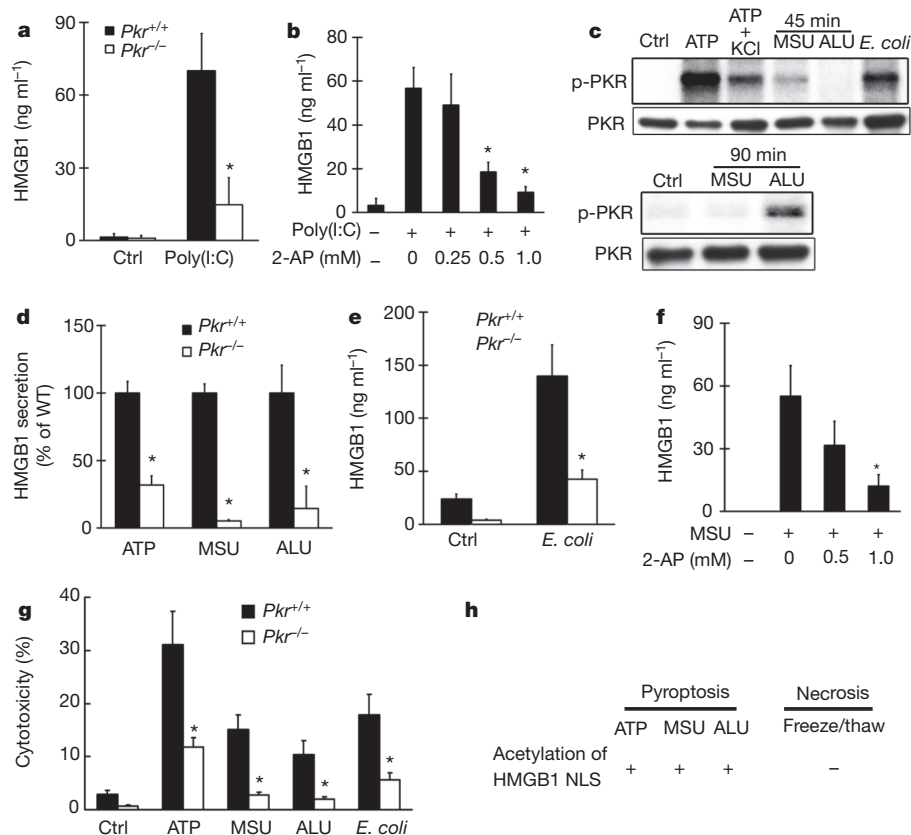 a
Pkr+/+
Pkr−/−
HMGB1 (ng ml−1)
90
60
30
0
*
Ctrl Poly(I:C)
b
HMGB1 (ng ml−1)
80
60
40
20
0
* *
Poly(I:C) − + + + +
2-AP (mM) − 0 0.25 0.5 1.0
c
45 min
Ctrl ATP ATP + KCl MSU ALU E. coli
p-PKR
PKR
90 min
Ctrl MSU ALU
p-PKR
PKR
d
Pkr+/+
Pkr−/−
HMGB1 secretion
(% of WT)
150
100
50
0
* * *
ATP MSU ALU
e
Pkr+/+
Pkr−/−
HMGB1 (ng ml−1)
200
150
100
50
0
*
Ctrl E. coli
f
HMGB1 (ng ml−1)
90
60
30
0
*
MSU − + + +
2-AP (mM) − 0 0.5 1.0
g
Pkr+/+
Pkr−/−
Cytotoxicity (%)
40
30
20
10
0
* * * *
Ctrl ATP MSU ALU E. coli
h
Pyroptosis Necrosis
ATP MSU ALU Freeze/thaw
Acetylation of
HMGB1 NLS + + + −